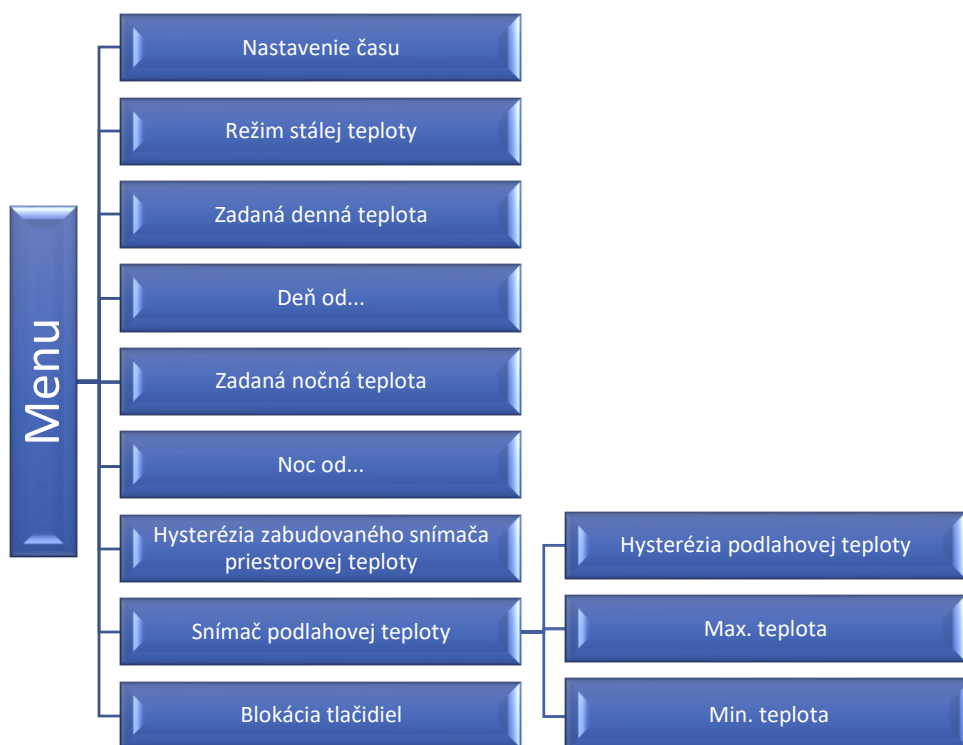 Menu
Nastavenie času
Režim stálej teploty
Zadaná denná teplota
Deň od...
Zadaná nočná teplota
Noc od...
Hysterézia zabudovaného snímača
priestorovej teploty
Snímač podlahovej teploty
Blokácia tlačidiel
Hysterézia podlahovej teploty
Max. teplota
Min. teplota